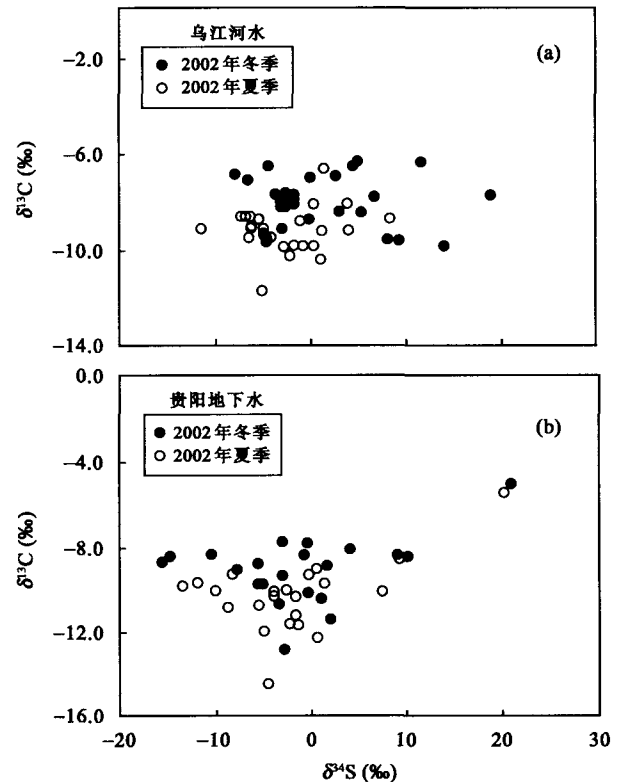 乌江河水
● 2002年冬季
○ 2002年夏季
(a)
-2.0
-6.0
-10.0
-14.0
δ¹³C (‰)
0.0
贵阳地下水
● 2002年冬季
○ 2002年夏季
(b)
-4.0
-8.0
-12.0
-16.0
δ¹³C (‰)
-20 -10 0 10 20 30
δ³⁴S (‰)